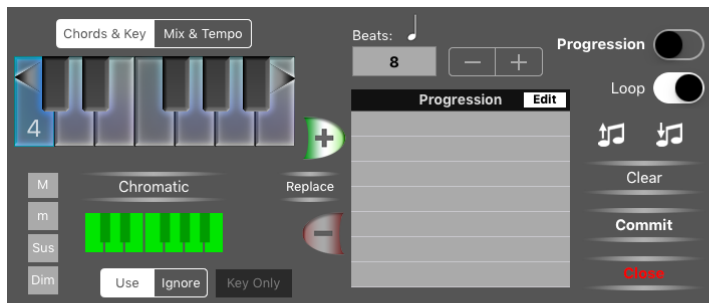 Chords & Key Mix & Tempo
Beats:
8
Progression
Loop
Progression Edit
4
M
m
Sus
Dim
Chromatic
Replace
Use Ignore Key Only
Clear
Commit
Close